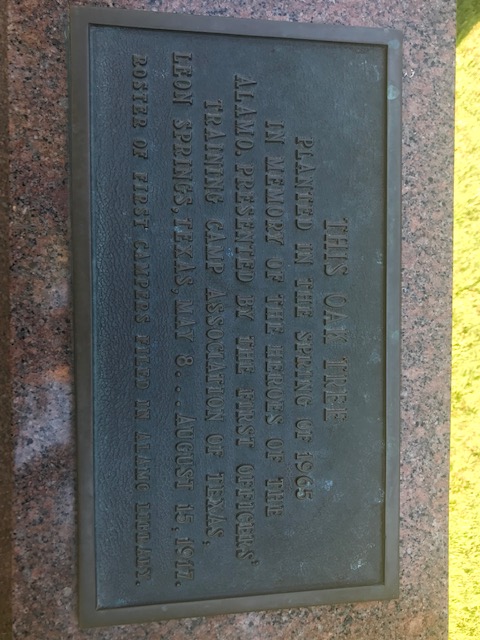 THIS OAK TREE
PLANTED IN THE SPRING OF 1965
IN MEMORY OF THE HEROES OF THE
ALAMO, PRESENTED BY THE FIRST OFFICERS'
TRAINING CAMP ASSOCIATION OF TEXAS,
LEON SPRINGS, TEXAS, MAY 8...AUGUST 15, 1917.
ROSTER OF FIRST CAMPERS FILED IN ALAMO LIBRARY.